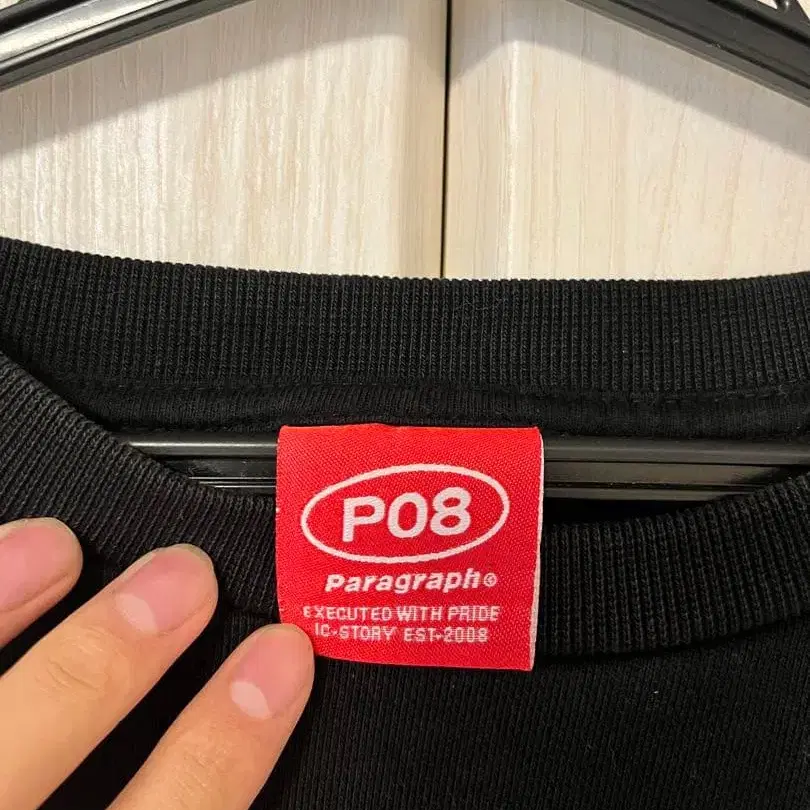 P08
Paragraph©
EXECUTED WITH PRIDE
IC-STORY EST-2008